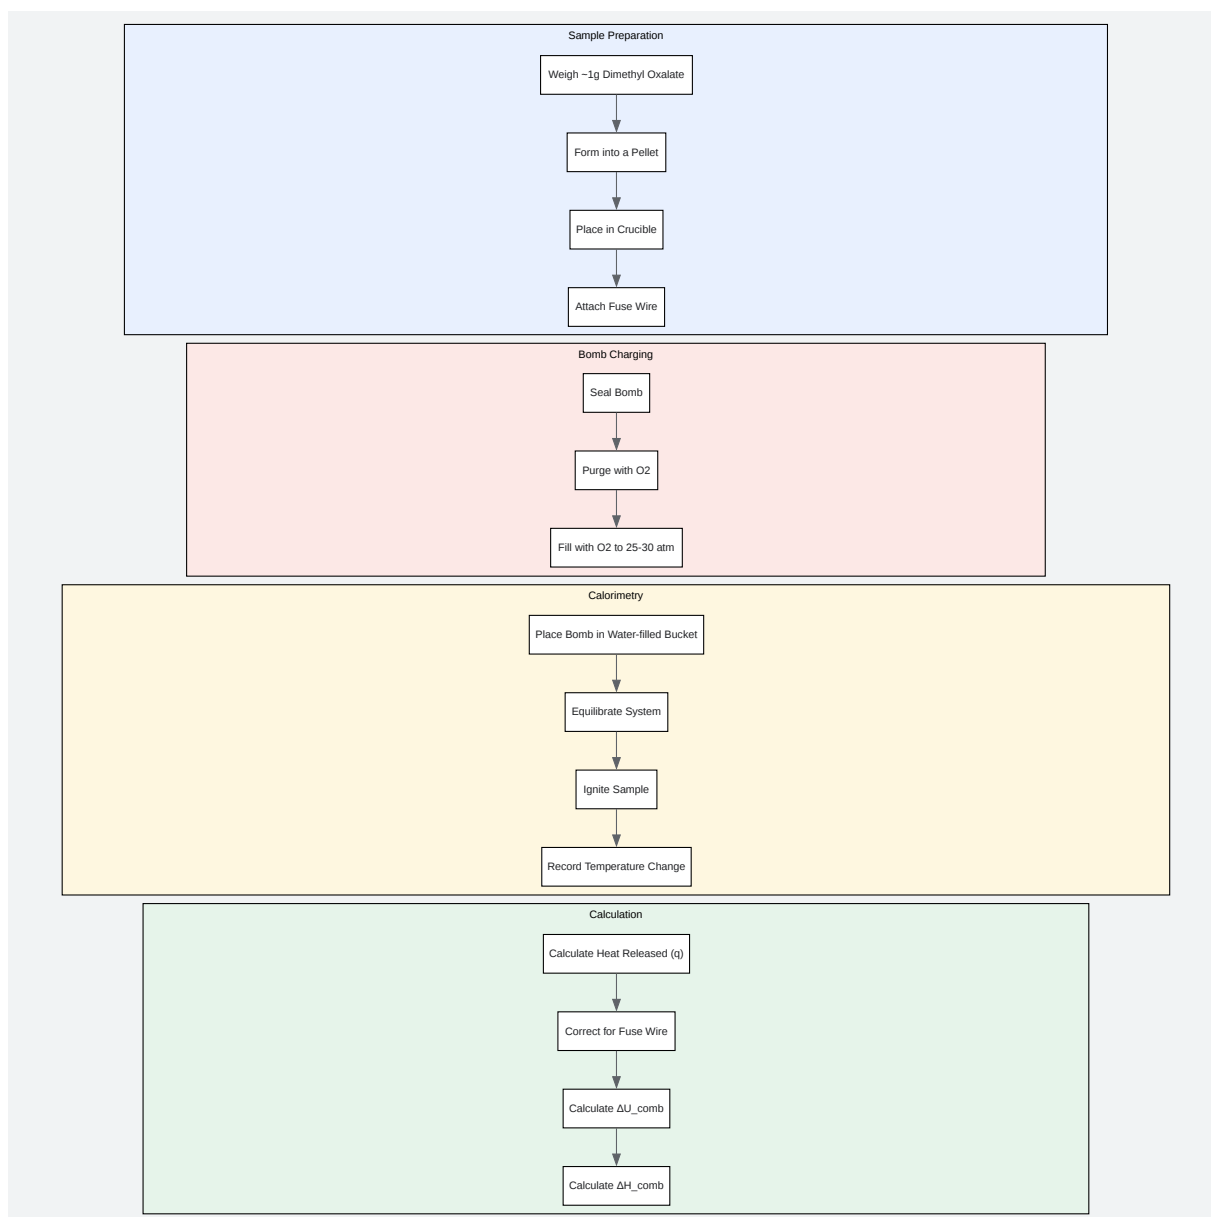 Sample Preparation
Weigh ~1g Dimethyl Oxalate
Form into a Pellet
Place in Crucible
Attach Fuse Wire
Bomb Charging
Seal Bomb
Purge with O2
Fill with O2 to 25-30 atm
Calorimetry
Place Bomb in Water-filled Bucket
Equilibrate System
Ignite Sample
Record Temperature Change
Calculation
Calculate Heat Released (q)
Correct for Fuse Wire
Calculate ΔU_comb
Calculate ΔH_comb